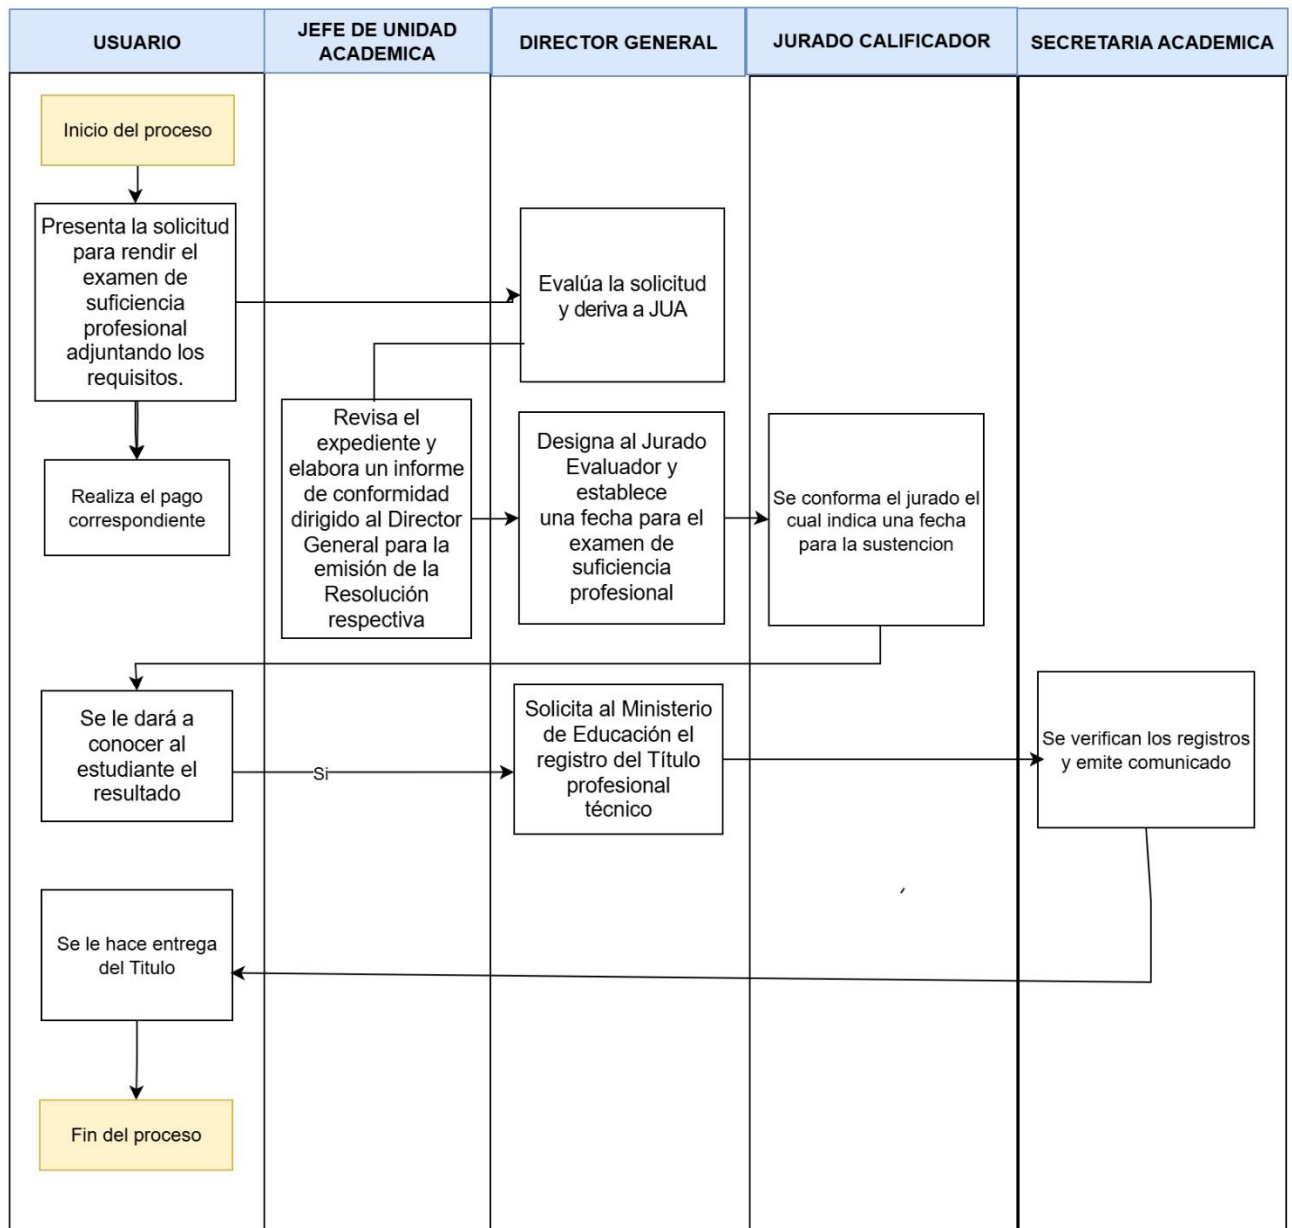 USUARIO
JEFE DE UNIDAD
ACADEMICA
DIRECTOR GENERAL
JURADO CALIFICADOR
SECRETARIA ACADEMICA
Inicio del proceso
Presenta la solicitud
para rendir el
examen de
suficiencia
profesional
adjuntando los
requisitos.
Evalúa la solicitud
y deriva a JUA
Realiza el pago
correspondiente
Revisa el
expediente y
elabora un informe
de conformidad
dirigido al Director
General para la
emisión de la
Resolución
respectiva
Designa al Jurado
Evaluador y
establece
una fecha para el
examen de
suficiencia
profesional
Se conforma el jurado el
cual indica una fecha
para la sustencion
Se le dará a
conocer al
estudiante el
resultado
Si
Solicita al Ministerio
de Educación el
registro del Título
profesional
técnico
Se verifican los registros
y emite comunicado
Se le hace entrega
del Titulo
Fin del proceso